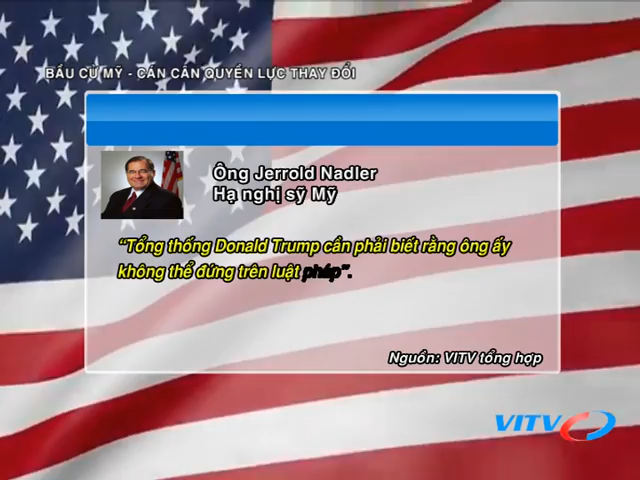 BẦU CỬ MỸ - CÁN CÂN QUYỀN LỰC THAY ĐỔI
Ông Jerrold Nadler
Hạ nghị sỹ Mỹ
“Tổng thống Donald Trump cần phải biết rằng ông ấy
không thể đứng trên luật pháp”.
Nguồn: VITV tổng hợp
VITV